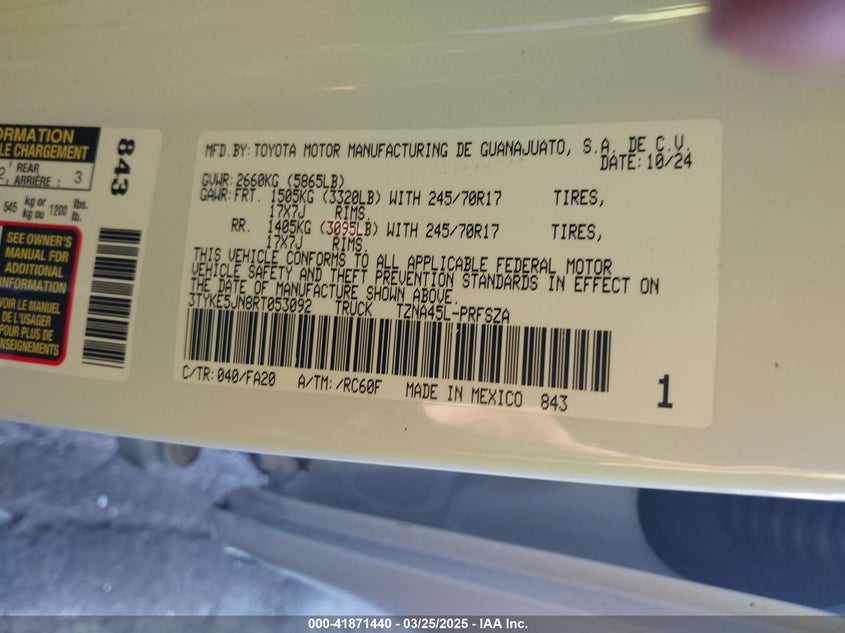 ORMATION
LE CHARGEMENT
2, REAR
ARRIÈRE: 3
545 kg or kg ou 1200 lbs. lb.
SEE OWNER'S
MANUAL FOR
ADDITIONAL
INFORMATION
VOIR LE MANUEL
DE L'USAGER
POUR PLUS DE
RENSEIGNEMENTS
843
MFD.BY:TOYOTA MOTOR MANUFACTURING DE GUANAJUATO, S.A. DE C.V.
DATE:10/24
GVWR:2660KG (5865LB)
GAWR:FRT. 1505KG (3320LB) WITH 245/70R17 TIRES,
17X7J RIMS,
RR. 1405KG (3095LB) WITH 245/70R17 TIRES,
17X7J RIMS,
THIS VEHICLE CONFORMS TO ALL APPLICABLE FEDERAL MOTOR
VEHICLE SAFETY AND THEFT PREVENTION STANDARDS IN EFFECT ON
THE DATE OF MANUFACTURE SHOWN ABOVE.
3TYKE5JN8RT053092 TRUCK TZNA45L-PRFSZA
C/TR:040/FA20 A/TM:/RC60F MADE IN MEXICO 843
1
000-41871440 - 03/25/2025 - IAA Inc.